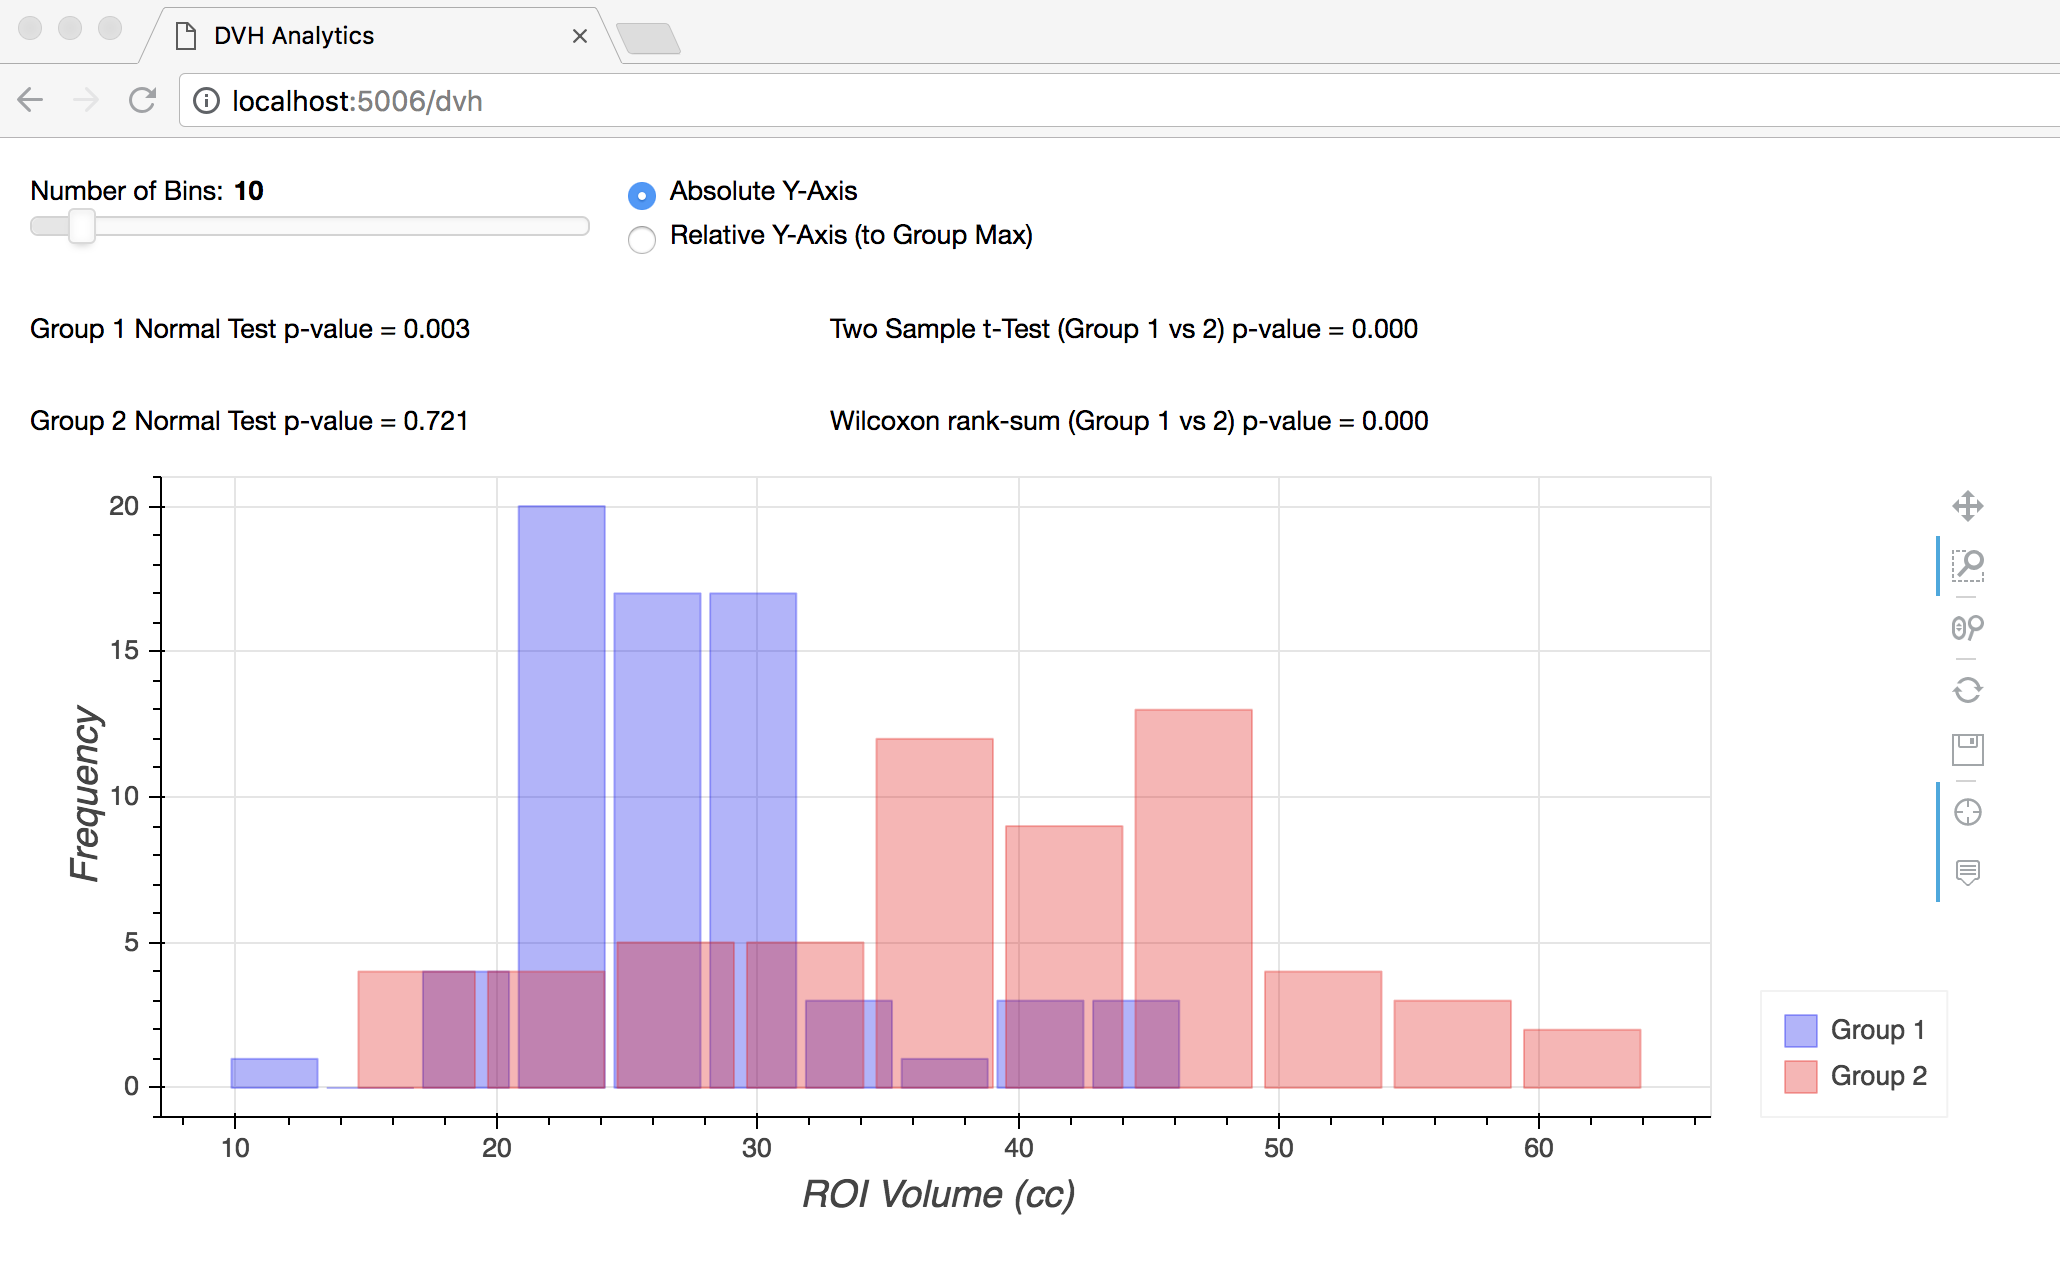 DVH Analytics
localhost:5006/dvh
Number of Bins: 10
Absolute Y-Axis
Relative Y-Axis (to Group Max)
Group 1 Normal Test p-value = 0.003
Two Sample t-Test (Group 1 vs 2) p-value = 0.000
Group 2 Normal Test p-value = 0.721
Wilcoxon rank-sum (Group 1 vs 2) p-value = 0.000
20
15
10
5
0
Frequency
10 20 30 40 50 60
ROI Volume (cc)
Group 1
Group 2